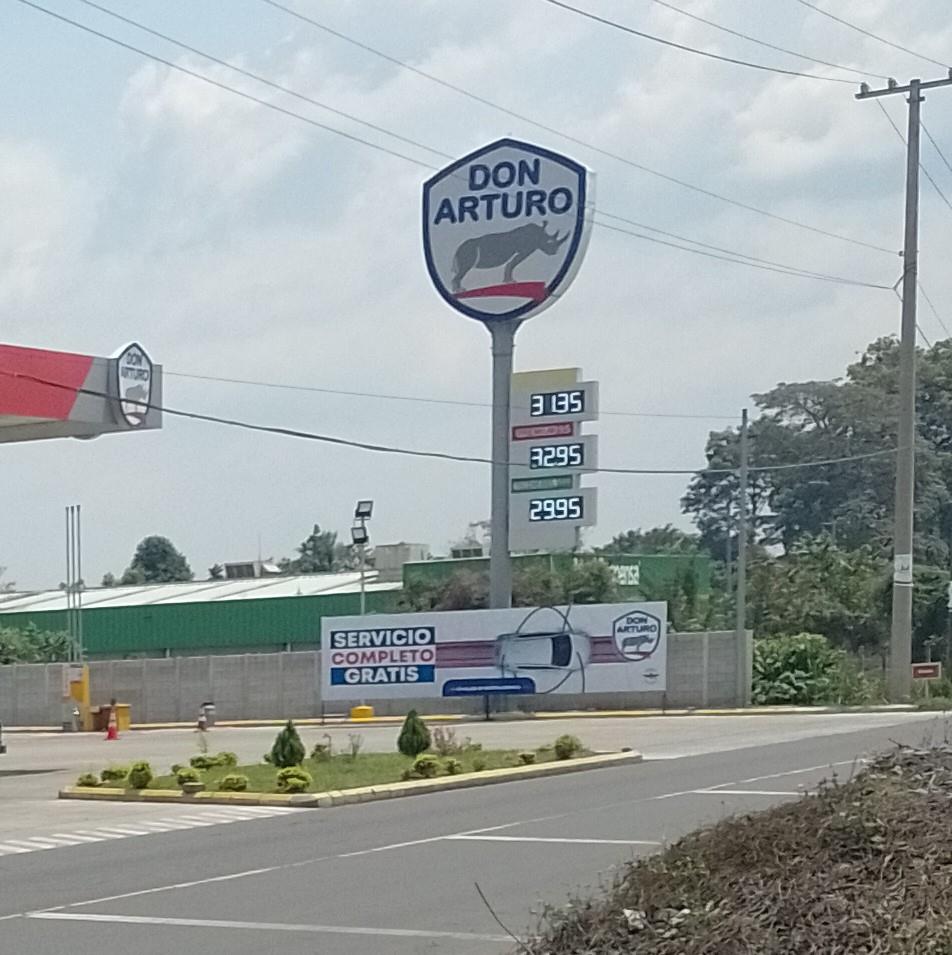 DON
ARTURO
DON
ARTURO
31.35
32.95
29.95
SERVICIO
COMPLETO
GRATIS
DON
ARTURO